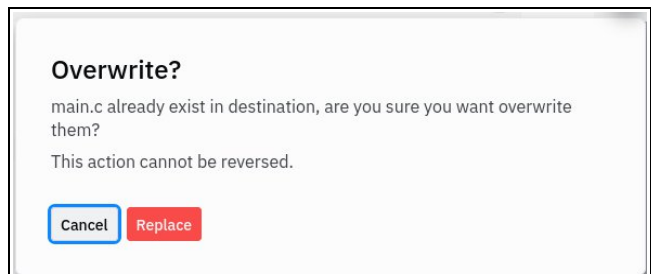 Overwrite?
main.c already exist in destination, are you sure you want overwrite
them?
This action cannot be reversed.
Cancel Replace